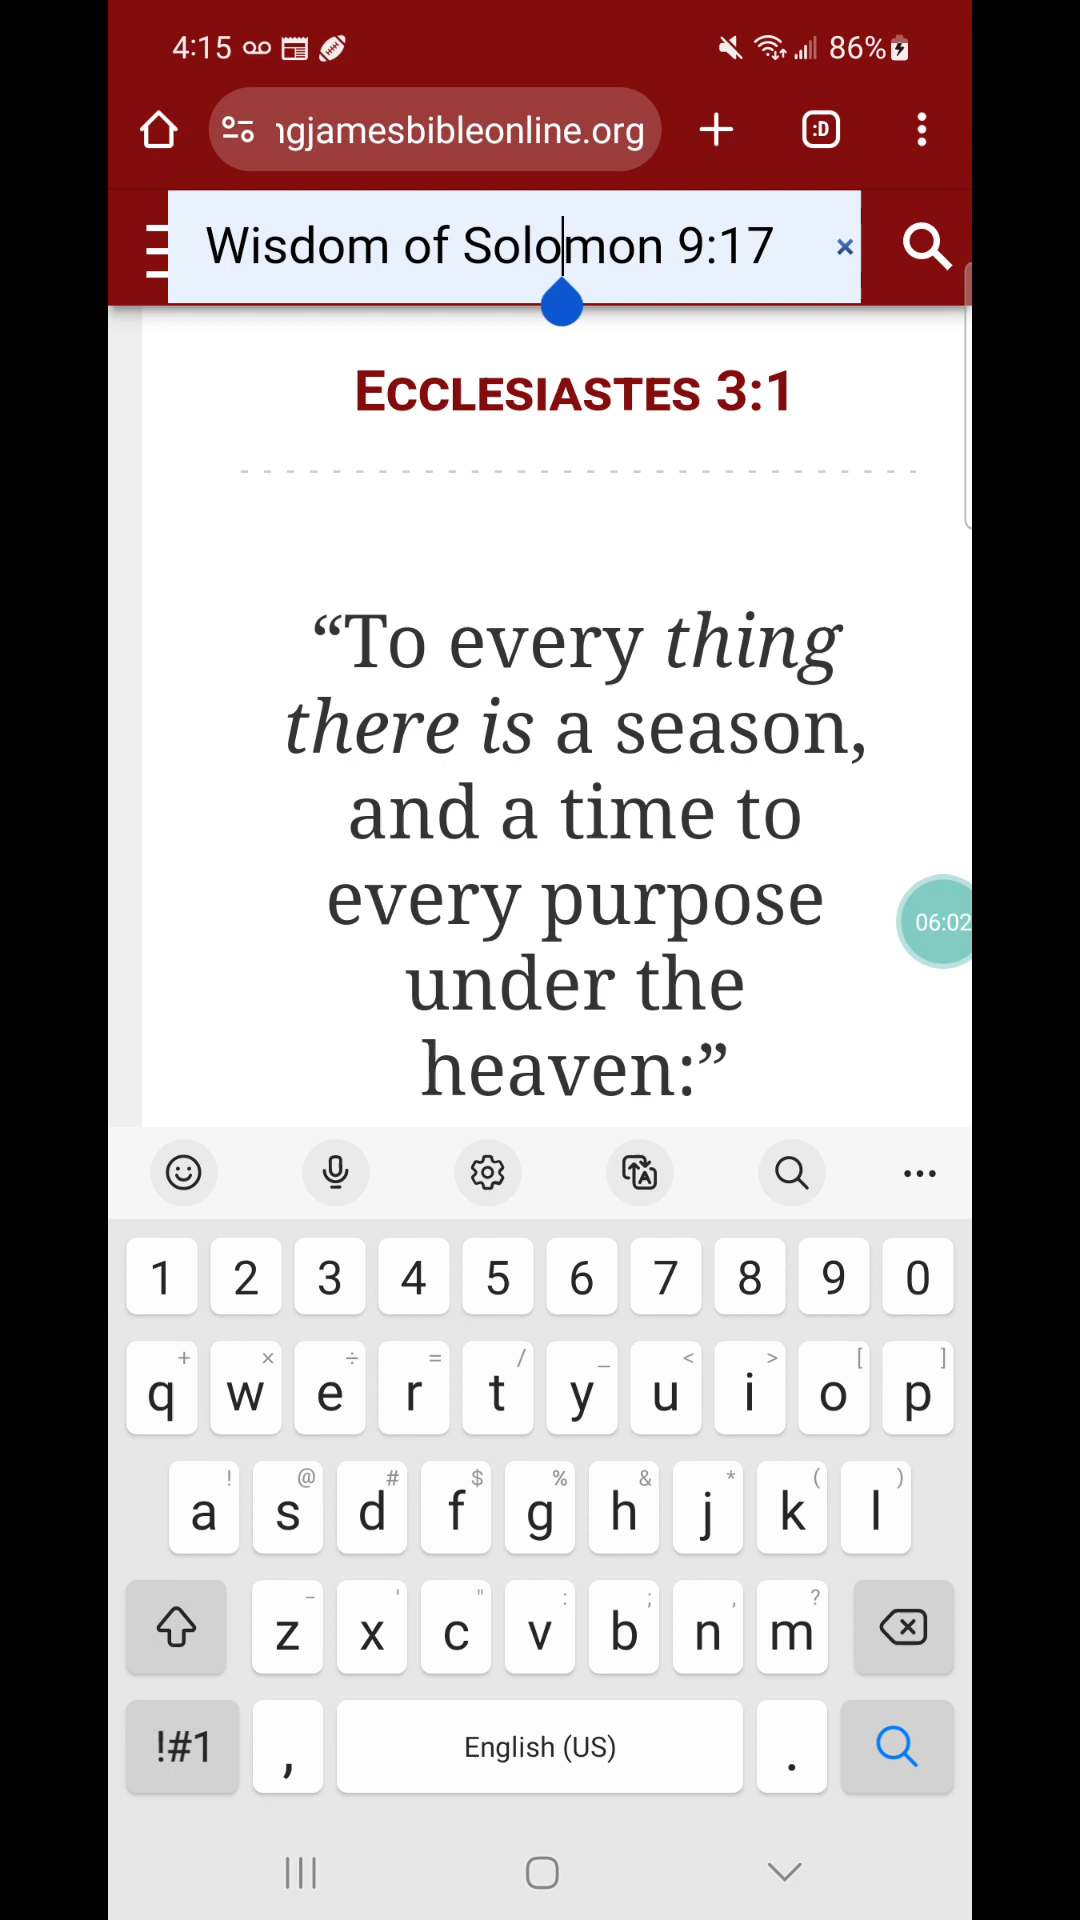 4:15 86%
ngjamesbibleonline.org :D
Wisdom of Solomon 9:17 ×
ECCLESIASTES 3:1
“To every thing
there is a season,
and a time to
every purpose
under the
heaven:”
06:02
1 2 3 4 5 6 7 8 9 0
+ × ÷ = / _ < > [ ]
q w e r t y u i o p
! @ # $ % & * ( )
a s d f g h j k l
- ' " : ; , ?
z x c v b n m
!#1 , English (US) .